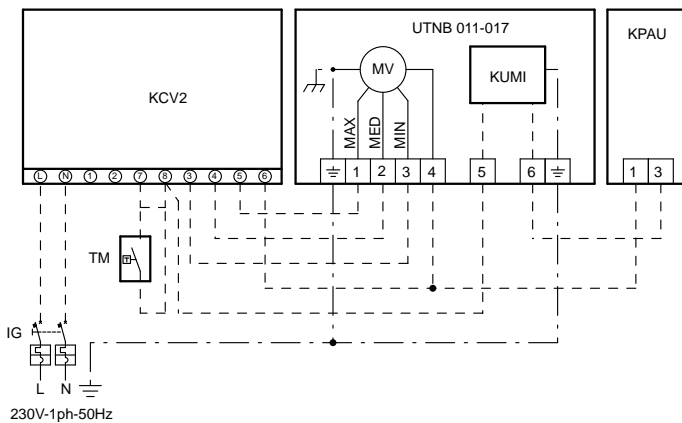 UTNB 011-017
KPAU
KCV2
MV
KUMI
MAX
MED
MIN
L N 1 2 7 8 3 4 5 6
1 2 3 4 5 6
1 3
TM
T
IG
L N
230V-1ph-50Hz